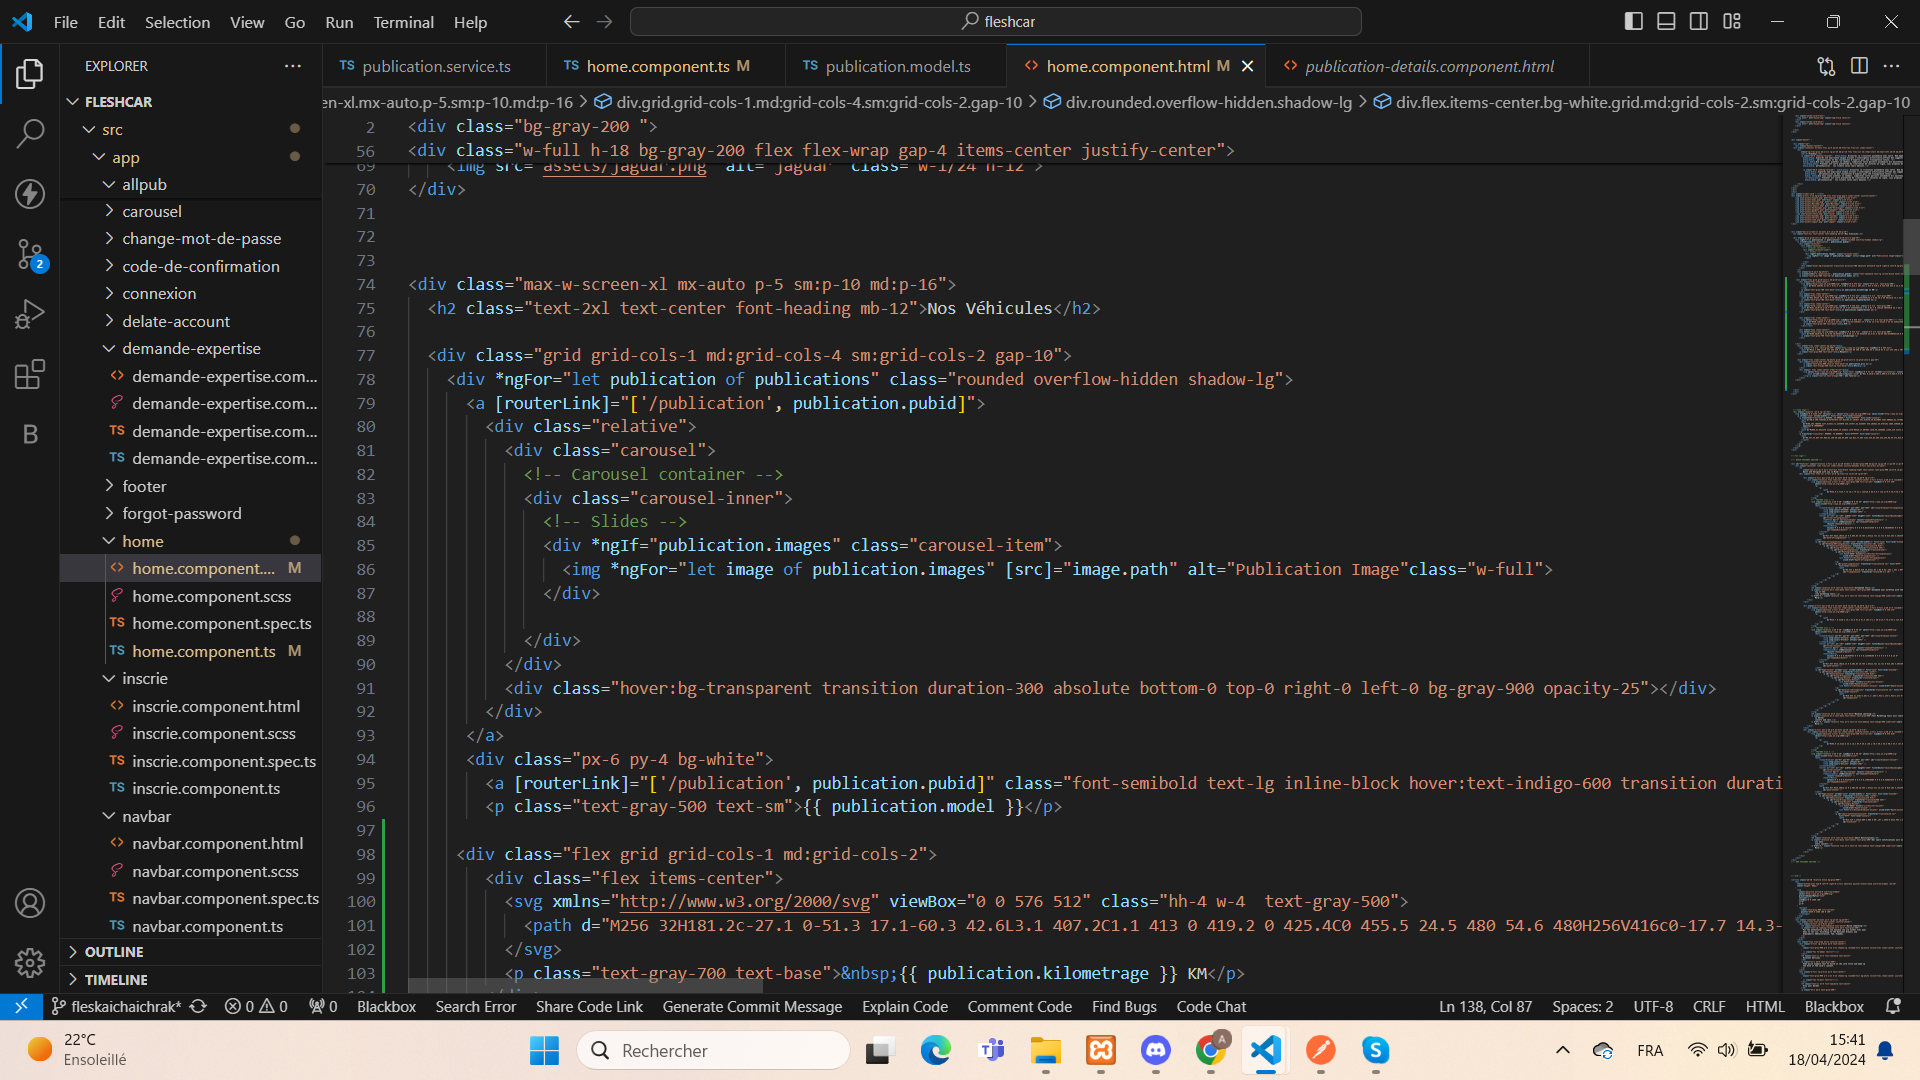 File Edit Selection View Go Run Terminal Help
fleshcar
EXPLORER
TS publication.service.ts
TS home.component.ts M
TS publication.model.ts
<> home.component.html M
<> publication-details.component.html
en-xl.mx-auto.p-5.sm:p-10.md:p-16 > div.grid.grid-cols-1.md:grid-cols-4.sm:grid-cols-2.gap-10 > div.rounded.overflow-hidden.shadow-lg > div.flex.items-center.bg-white.grid.md:grid-cols-2.sm:grid-cols-2.gap-10
FLESHCAR
src
app
allpub
carousel
change-mot-de-passe
code-de-confirmation
connexion
delate-account
demande-expertise
<> demande-expertise.com...
demande-expertise.com...
TS demande-expertise.com...
TS demande-expertise.com...
footer
forgot-password
home
<> home.component.... M
home.component.scss
TS home.component.spec.ts
TS home.component.ts M
inscrie
<> inscrie.component.html
inscrie.component.scss
TS inscrie.component.spec.ts
TS inscrie.component.ts
navbar
<> navbar.component.html
navbar.component.scss
TS navbar.component.spec.ts
TS navbar.component.ts
OUTLINE
TIMELINE
2
B
2 <div class="bg-gray-200 ">
56 <div class="w-full h-18 bg-gray-200 flex flex-wrap gap-4 items-center justify-center">
69 <img src="assets/jaguar.png" alt="jaguar" class="w-1/24 h-12">
70 </div>
71
72
73
74 <div class="max-w-screen-xl mx-auto p-5 sm:p-10 md:p-16">
75 <h2 class="text-2xl text-center font-heading mb-12">Nos Véhicules</h2>
76
77 <div class="grid grid-cols-1 md:grid-cols-4 sm:grid-cols-2 gap-10">
78 <div *ngFor="let publication of publications" class="rounded overflow-hidden shadow-lg">
79 <a [routerLink]="['/publication', publication.pubid]">
80 <div class="relative">
81 <div class="carousel">
82 <!-- Carousel container -->
83 <div class="carousel-inner">
84 <!-- Slides -->
85 <div *ngIf="publication.images" class="carousel-item">
86 <img *ngFor="let image of publication.images" [src]="image.path" alt="Publication Image"class="w-full">
87 </div>
88
89 </div>
90 </div>
91 <div class="hover:bg-transparent transition duration-300 absolute bottom-0 top-0 right-0 left-0 bg-gray-900 opacity-25"></div>
92 </div>
93 </a>
94 <div class="px-6 py-4 bg-white">
95 <a [routerLink]="['/publication', publication.pubid]" class="font-semibold text-lg inline-block hover:text-indigo-600 transition durati
96 <p class="text-gray-500 text-sm">{{ publication.model }}</p>
97
98 <div class="flex grid grid-cols-1 md:grid-cols-2">
99 <div class="flex items-center">
100 <svg xmlns="http://www.w3.org/2000/svg" viewBox="0 0 576 512" class="hh-4 w-4  text-gray-500">
101 <path d="M256 32H181.2c-27.1 0-51.3 17.1-60.3 42.6L3.1 407.2C1.1 413 0 419.2 0 425.4C0 455.5 24.5 480 54.6 480H256V416c0-17.7 14.3-
102 </svg>
103 <p class="text-gray-700 text-base">&nbsp;{{ publication.kilometrage }} KM</p>
fleskaichaichrak* 0 0 0 Blackbox Search Error Share Code Link Generate Commit Message Explain Code Comment Code Find Bugs Code Chat Ln 138, Col 87 Spaces: 2 UTF-8 CRLF HTML Blackbox
22°C
Ensoleillé
Rechercher
A
FRA
15:41
18/04/2024